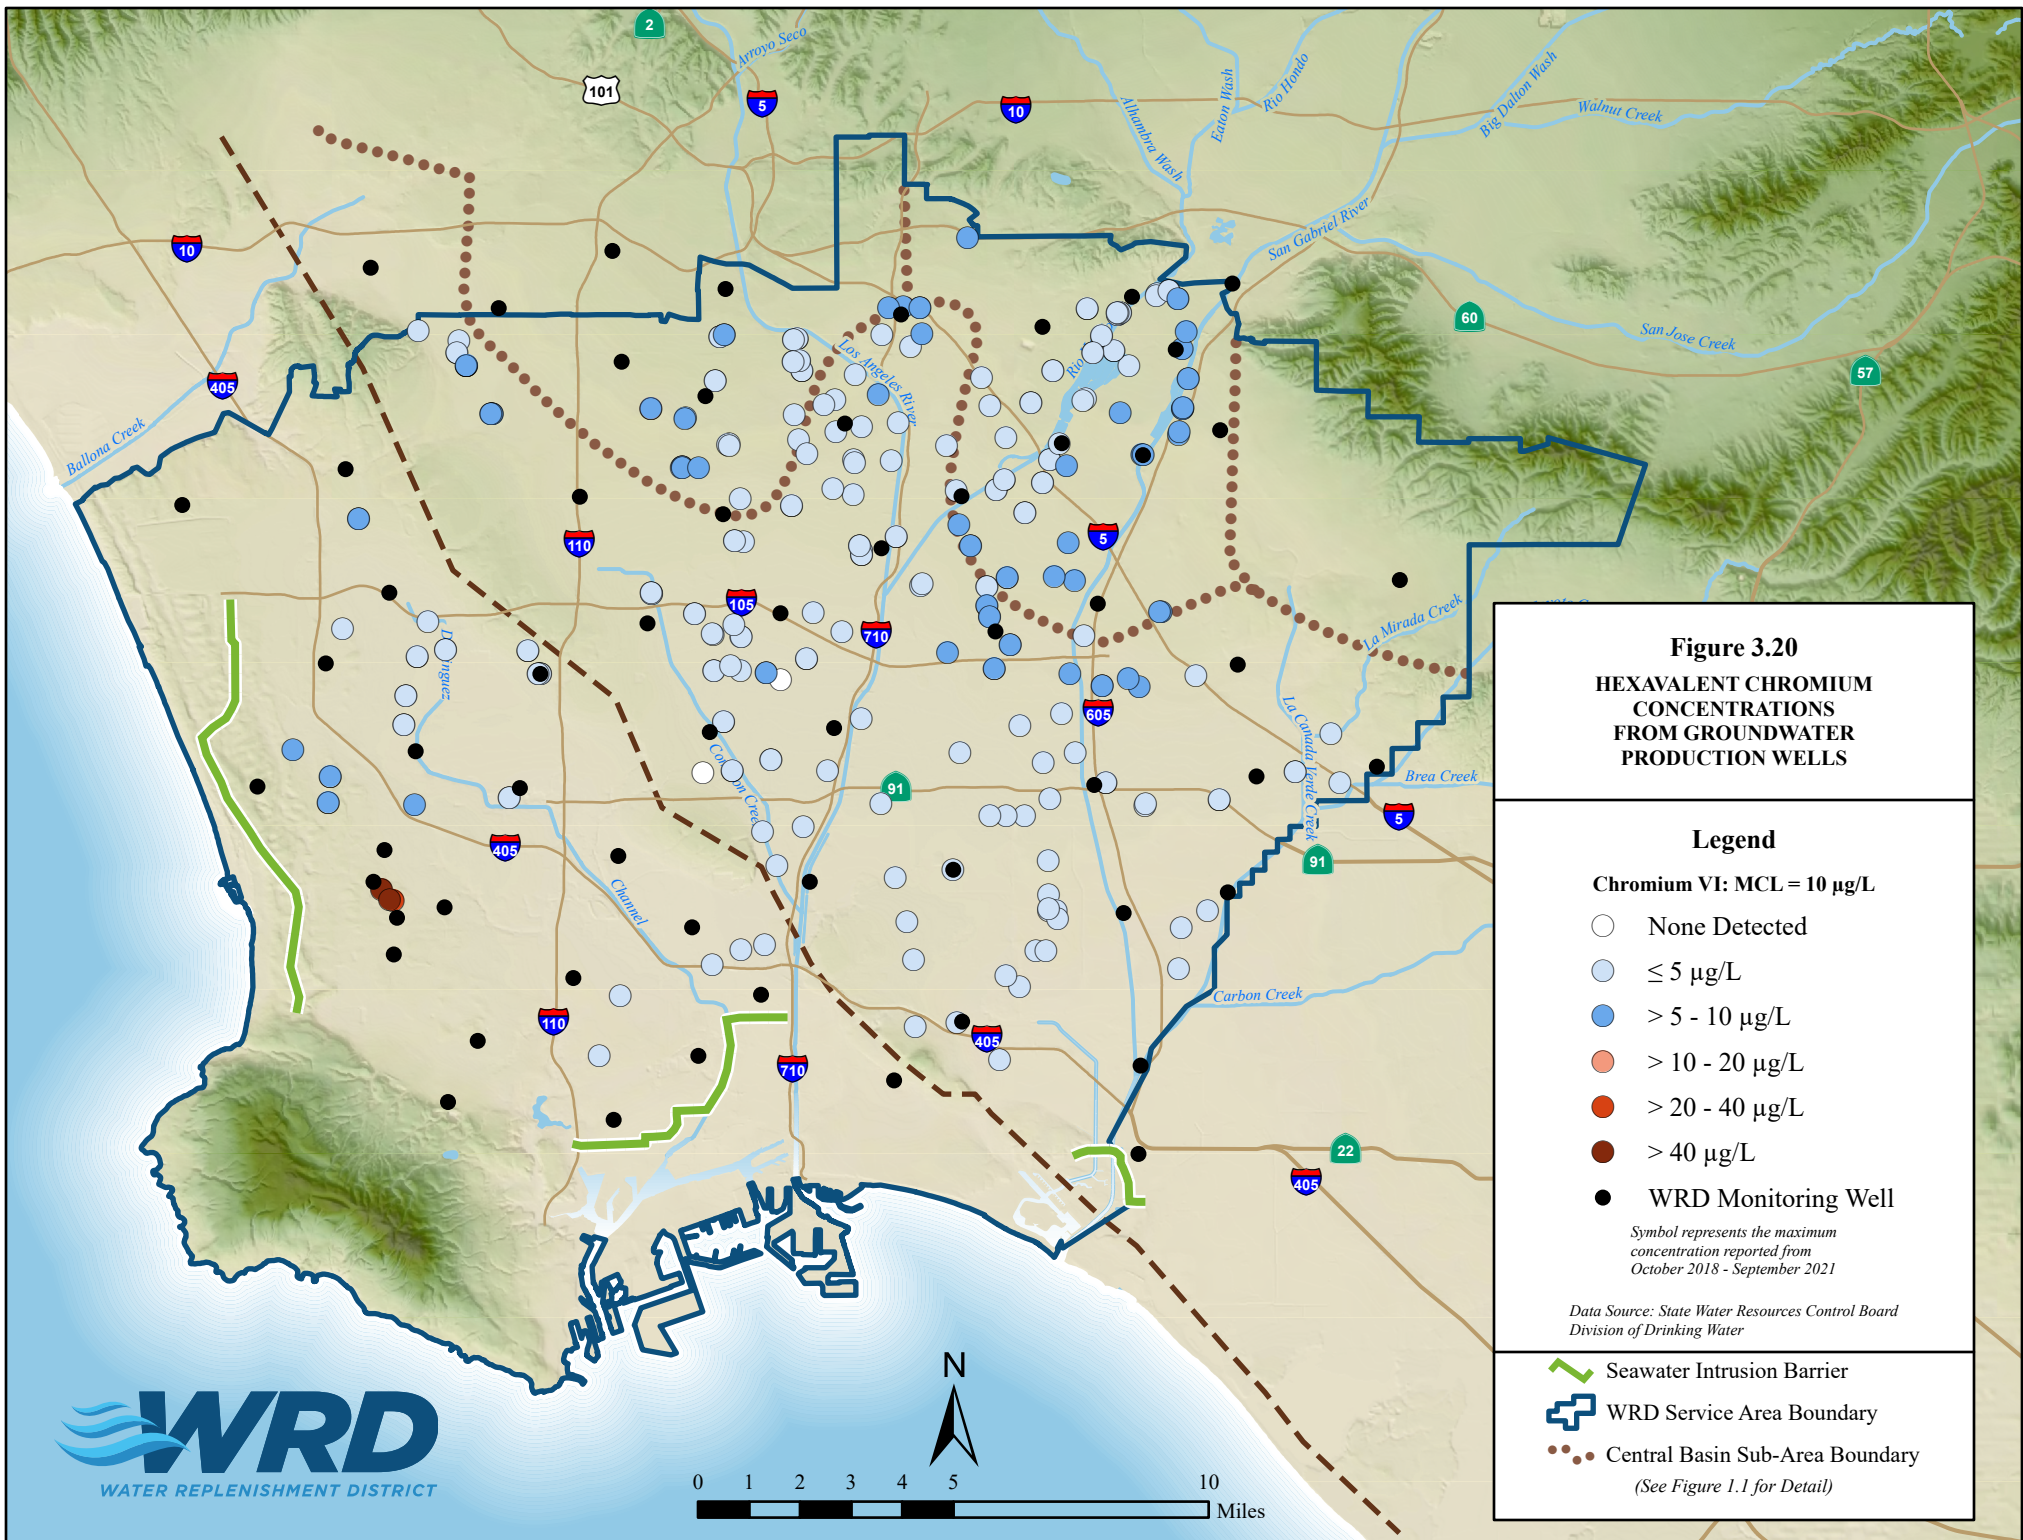 2
101
5
10
Arroyo Seco
Alhambra Wash
Eaton Wash
Rio Hondo
Big Dalton Wash
Walnut Creek
10
San Gabriel River
60
San Jose Creek
57
405
Ballona Creek
Los Angeles River
Rio
110
5
105
710
Dominguez
605
La Mirada Creek
La Canada Verde Creek
Brea Creek
91
5
405
91
Channel
Carbon Creek
110
405
710
22
405
Figure 3.20
HEXAVALENT CHROMIUM
CONCENTRATIONS
FROM GROUNDWATER
PRODUCTION WELLS
Legend
Chromium VI: MCL = 10 µg/L
None Detected
≤ 5 µg/L
> 5 - 10 µg/L
> 10 - 20 µg/L
> 20 - 40 µg/L
> 40 µg/L
WRD Monitoring Well
Symbol represents the maximum
concentration reported from
October 2018 - September 2021
Data Source: State Water Resources Control Board
Division of Drinking Water
Seawater Intrusion Barrier
WRD Service Area Boundary
Central Basin Sub-Area Boundary
(See Figure 1.1 for Detail)
WRD
WATER REPLENISHMENT DISTRICT
N
0 1 2 3 4 5 10
Miles